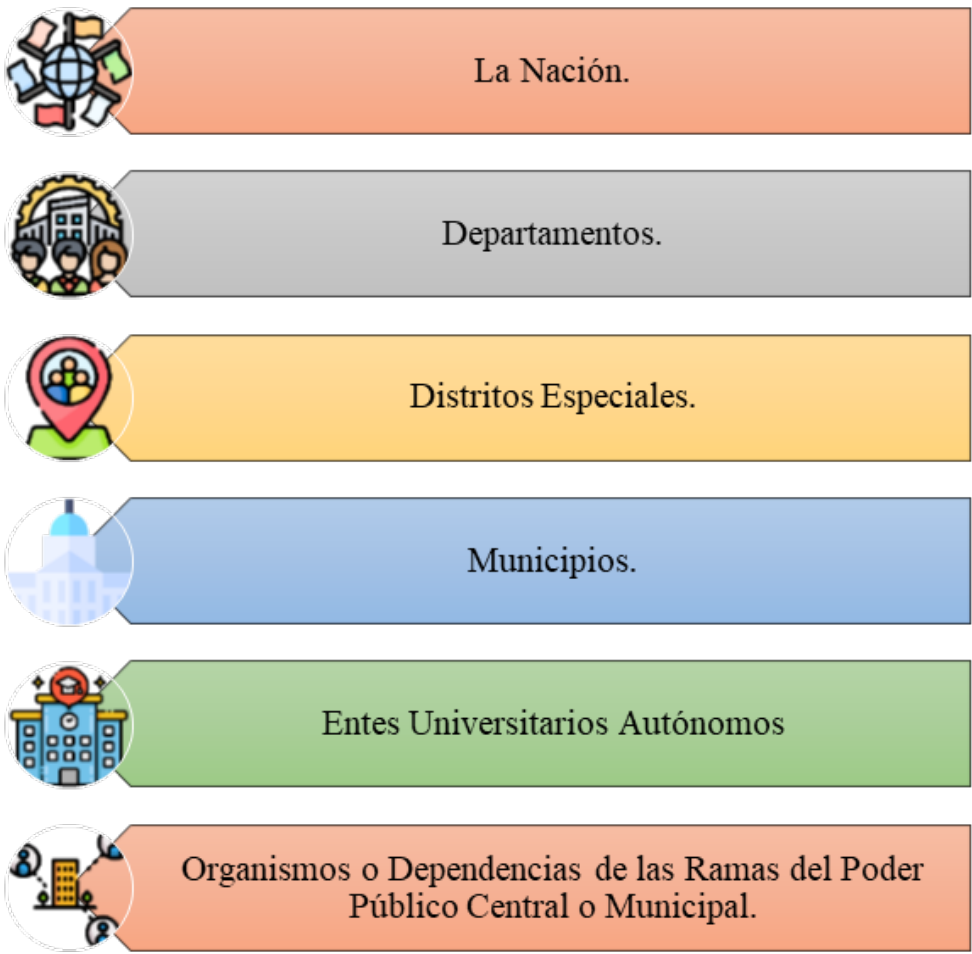 La Nación.
Departamentos.
Distritos Especiales.
Municipios.
Entes Universitarios Autónomos
Organismos o Dependencias de las Ramas del Poder
Público Central o Municipal.